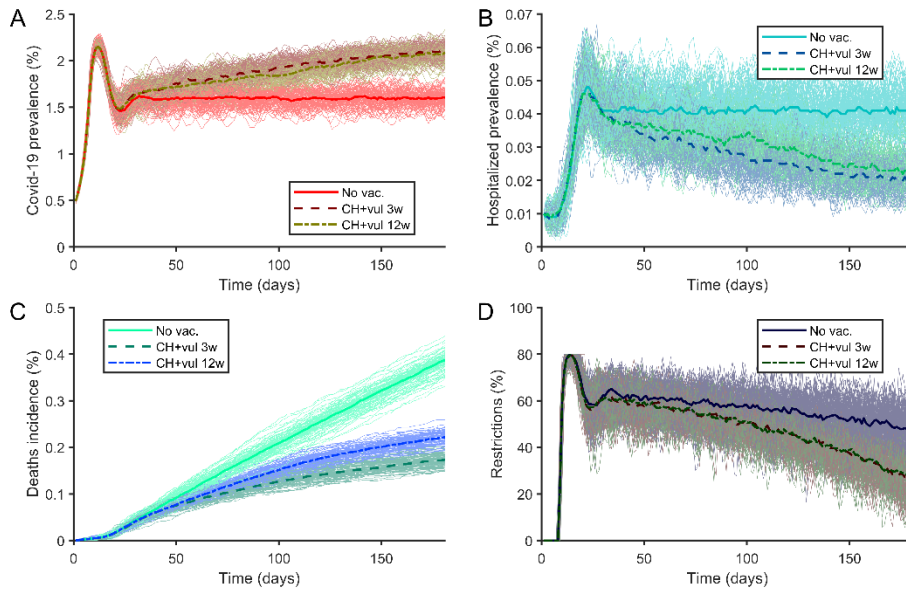 A
Covid-19 prevalence (%)
2.5
2
1.5
1
0.5
0
0
50
100
150
Time (days)
No vac.
CH+vul 3w
CH+vul 12w
B
Hospitalized prevalence (%)
0.07
0.06
0.05
0.04
0.03
0.02
0.01
0
0
50
100
150
Time (days)
No vac.
CH+vul 3w
CH+vul 12w
C
Deaths incidence (%)
0.5
0.4
0.3
0.2
0.1
0
0
50
100
150
Time (days)
No vac.
CH+vul 3w
CH+vul 12w
D
Restrictions (%)
100
80
60
40
20
0
0
50
100
150
Time (days)
No vac.
CH+vul 3w
CH+vul 12w